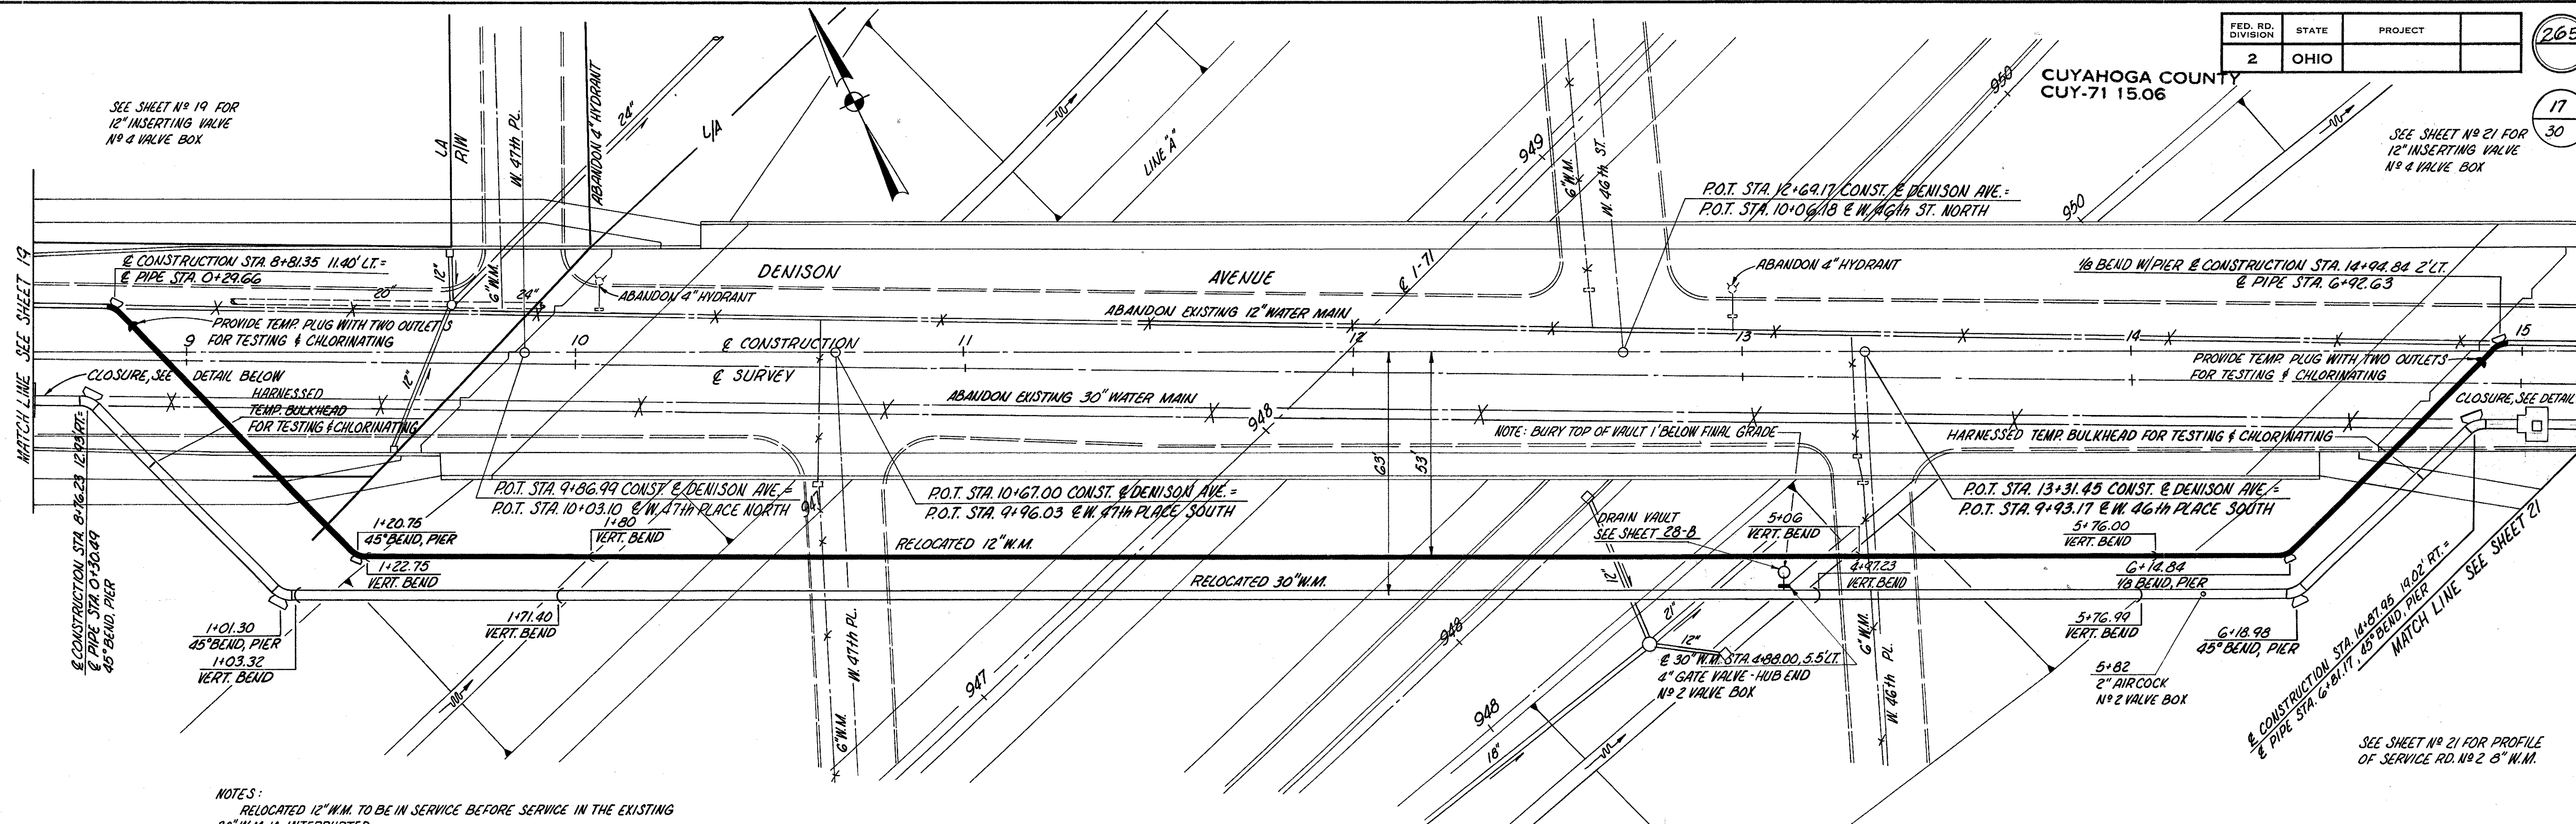 FED. RD. DIVISION STATE PROJECT
2 OHIO
265
CUYAHOGA COUNTY
CUY-71 15.06
17
30
SEE SHEET Nº 19 FOR
12" INSERTING VALVE
Nº 4 VALVE BOX
LA
R/W
6" W.M.
W. 47th PL.
24"
ABANDON 4" HYDRANT
24"
L/A
LINE "A"
949
950
950
6" W.M.
W. 46th ST.
SEE SHEET Nº 21 FOR
12" INSERTING VALVE
Nº 4 VALVE BOX
P.O.T. STA. 12+69.17 CONST. ℄ DENISON AVE. =
P.O.T. STA. 10+06.18 ℄ W. 46th ST. NORTH
MATCH LINE SEE SHEET 19
℄ CONSTRUCTION STA. 8+81.35 11.40' LT. =
℄ PIPE STA. 0+29.66
12"
20"
DENISON
AVENUE
℄ I-71
ABANDON 4" HYDRANT
ABANDON 4" HYDRANT
1/8 BEND W/PIER ℄ CONSTRUCTION STA. 14+94.84 2' LT.
℄ PIPE STA. 6+92.63
ABANDON EXISTING 12" WATER MAIN
PROVIDE TEMP. PLUG WITH TWO OUTLETS
FOR TESTING & CHLORINATING
9
10
11
12
13
14
15
℄ CONSTRUCTION
℄ SURVEY
PROVIDE TEMP. PLUG WITH TWO OUTLETS
FOR TESTING & CHLORINATING
CLOSURE, SEE DETAIL BELOW
HARNESSED
TEMP. BULKHEAD
FOR TESTING & CHLORINATING
12"
ABANDON EXISTING 30" WATER MAIN
948
CLOSURE, SEE DETAIL
NOTE: BURY TOP OF VAULT 1' BELOW FINAL GRADE
HARNESSED TEMP. BULKHEAD FOR TESTING & CHLORINATING
63'
53'
℄ CONSTRUCTION STA. 8+76.23 12.93' RT. =
℄ PIPE STA. 0+30.49
45° BEND, PIER
P.O.T. STA. 9+86.99 CONST. ℄ DENISON AVE. =
P.O.T. STA. 10+03.10 ℄ W. 47th PLACE NORTH
947
P.O.T. STA. 10+67.00 CONST. ℄ DENISON AVE. =
P.O.T. STA. 9+96.03 ℄ W. 47th PLACE SOUTH
P.O.T. STA. 13+31.45 CONST. ℄ DENISON AVE. =
P.O.T. STA. 9+93.17 ℄ W. 46th PLACE SOUTH
1+20.75
45° BEND, PIER
1+80
VERT. BEND
DRAIN VAULT
SEE SHEET 28-B
5+06
VERT. BEND
5+76.00
VERT. BEND
RELOCATED 12" W.M.
1+22.75
VERT. BEND
RELOCATED 30" W.M.
12"
4+97.23
VERT. BEND
6+14.84
1/8 BEND, PIER
1+01.30
45° BEND, PIER
1+03.32
VERT. BEND
1+71.40
VERT. BEND
W. 47th PL.
6" W.M.
948
21"
12"
6" W.M.
W. 46th PL.
5+76.99
VERT. BEND
6+18.98
45° BEND, PIER
℄ 30" W.M. STA. 4+88.00, 5.5' LT.
4" GATE VALVE - HUB END
Nº 2 VALVE BOX
5+82
2" AIRCOCK
Nº 2 VALVE BOX
947
948
18"
℄ CONSTRUCTION STA. 14+87.95 19.02' RT. =
℄ PIPE STA. 6+81.17, 45° BEND, PIER
MATCH LINE SEE SHEET 21
SEE SHEET Nº 21 FOR PROFILE
OF SERVICE RD. Nº 2 8" W.M.
NOTES:
RELOCATED 12" W.M. TO BE IN SERVICE BEFORE SERVICE IN THE EXISTING